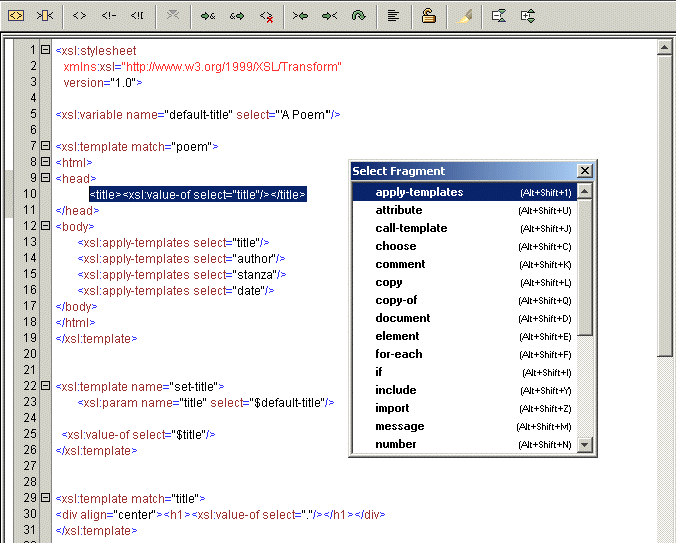 1 <xsl:stylesheet
2 xmlns:xsl="http://www.w3.org/1999/XSL/Transform"
3 version="1.0">
4
5 <xsl:variable name="default-title" select="'A Poem'"/>
6
7 <xsl:template match="poem">
8 <html>
9 <head>
10 <title><xsl:value-of select="title"/></title>
11 </head>
12 <body>
13 <xsl:apply-templates select="title"/>
14 <xsl:apply-templates select="author"/>
15 <xsl:apply-templates select="stanza"/>
16 <xsl:apply-templates select="date"/>
17 </body>
18 </html>
19 </xsl:template>
20
21
22 <xsl:template name="set-title">
23 <xsl:param name="title" select="$default-title"/>
24
25 <xsl:value-of select="$title"/>
26 </xsl:template>
27
28
29 <xsl:template match="title">
30 <div align="center"><h1><xsl:value-of select="."/></h1></div>
31 </xsl:template>
Select Fragment
apply-templates (Alt+Shift+1)
attribute (Alt+Shift+U)
call-template (Alt+Shift+J)
choose (Alt+Shift+C)
comment (Alt+Shift+K)
copy (Alt+Shift+L)
copy-of (Alt+Shift+Q)
document (Alt+Shift+D)
element (Alt+Shift+E)
for-each (Alt+Shift+F)
if (Alt+Shift+I)
include (Alt+Shift+Y)
import (Alt+Shift+Z)
message (Alt+Shift+M)
number (Alt+Shift+N)